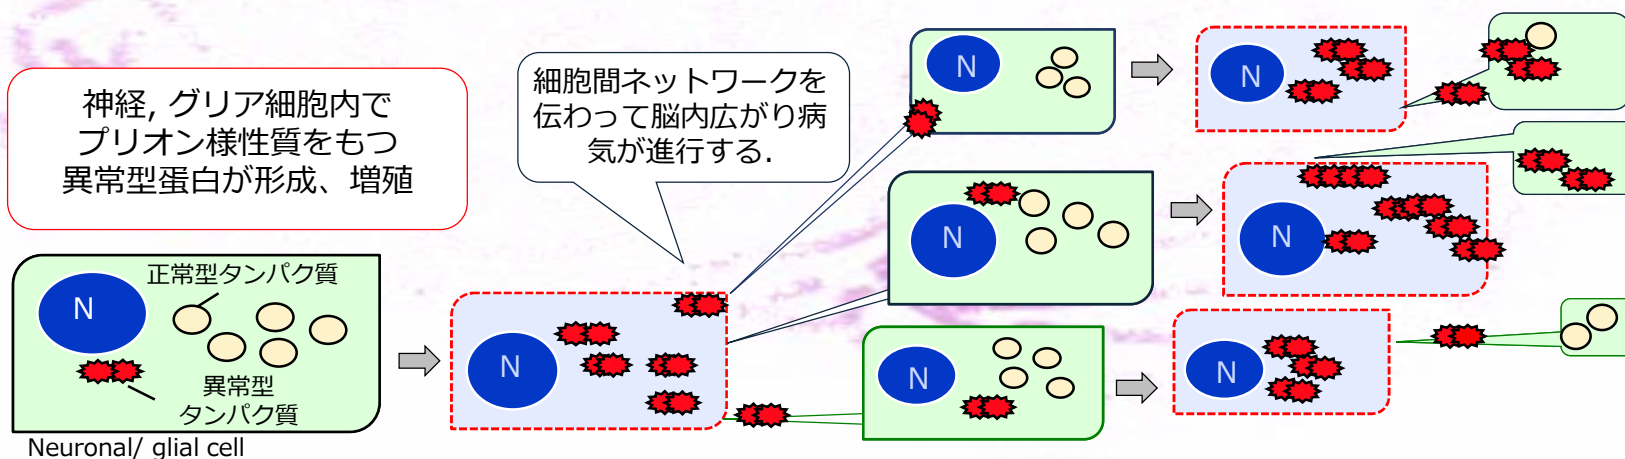 神経, グリア細胞内で
プリオン様性質をもつ
異常型蛋白が形成、増殖
細胞間ネットワークを
伝わって脳内広がり病
気が進行する.
正常型タンパク質
異常型
タンパク質
Neuronal/ glial cell
N
N
N
N
N
N
N
N